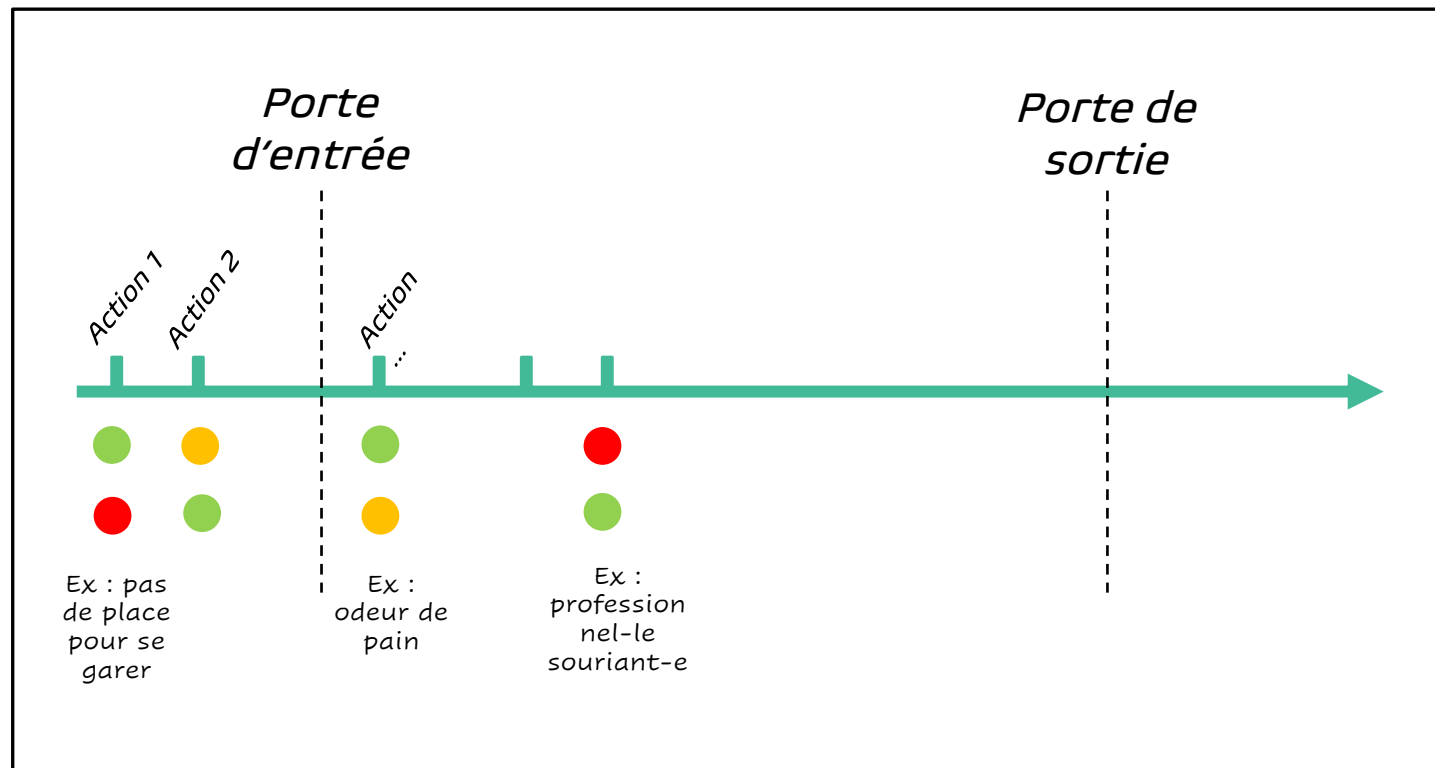 Porte
d'entrée
Porte de
sortie
Action 1
Action 2
Action
...
Ex : pas
de place
pour se
garer
Ex :
odeur de
pain
Ex :
profession
nel-le
souriant-e